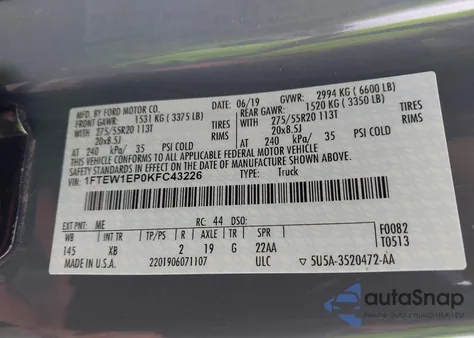 MFD. BY FORD MOTOR CO.
06/19 GVWR: 2994 KG ( 6600 LB)
FRONT GAWR: 1531 KG ( 3375 LB) REAR GAWR: 1520 KG ( 3350 LB)
WITH 275/55R20 113T WITH 275/55R20 113T
20x8.5J 20x8.5J
AT 240 kPa/ 35 PSI COLD AT 240 kPa/ 35 PSI COLD
THIS VEHICLE CONFORMS TO ALL APPLICABLE FEDERAL MOTOR VEHICLE
SAFETY AND THEFT PREVENTION STANDARDS IN EFFECT ON THE
DATE OF MANUFACTURE SHOWN ABOVE.
VIN: 1FTEW1EP0KFC43226 TYPE: Truck
EXT PNT: ME RC: 44 DSO:
WB INT TR TP/PS R AXLE TR SPR F0082
145 XB 2 19 G 22AA T0513
MADE IN U.S.A. 2201906071107 ULC 5U5A-3520472-AA
autoSnap